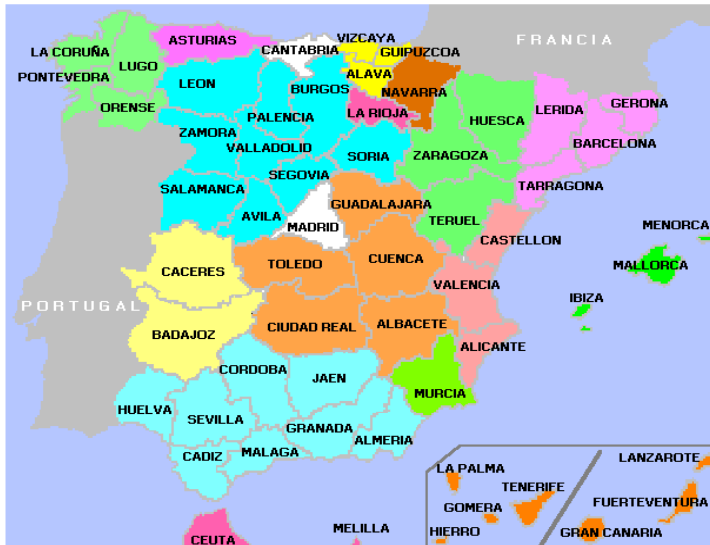 VIZCAYA
ASTURIAS
CANTABRIA
GUIPUZCOA
FRANCIA
LA CORUÑA
LUGO
PONTEVEDRA
ALAVA
LEON
BURGOS
NAVARRA
ORENSE
PALENCIA
LA RIOJA
HUESCA
LERIDA
GERONA
ZAMORA
VALLADOLID
SORIA
ZARAGOZA
BARCELONA
SEGOVIA
SALAMANCA
TARRAGONA
GUADALAJARA
AVILA
MADRID
TERUEL
CASTELLON
MENORCA
CACERES
TOLEDO
CUENCA
MALLORCA
VALENCIA
PORTUGAL
IBIZA
BADAJOZ
CIUDAD REAL
ALBACETE
ALICANTE
CORDOBA
JAEN
MURCIA
HUELVA
SEVILLA
GRANADA
ALMERIA
CADIZ
MALAGA
LANZAROTE
LA PALMA
TENERIFE
FUERTEVENTURA
GOMERA
HIERRO
GRAN CANARIA
MELILLA
CEUTA